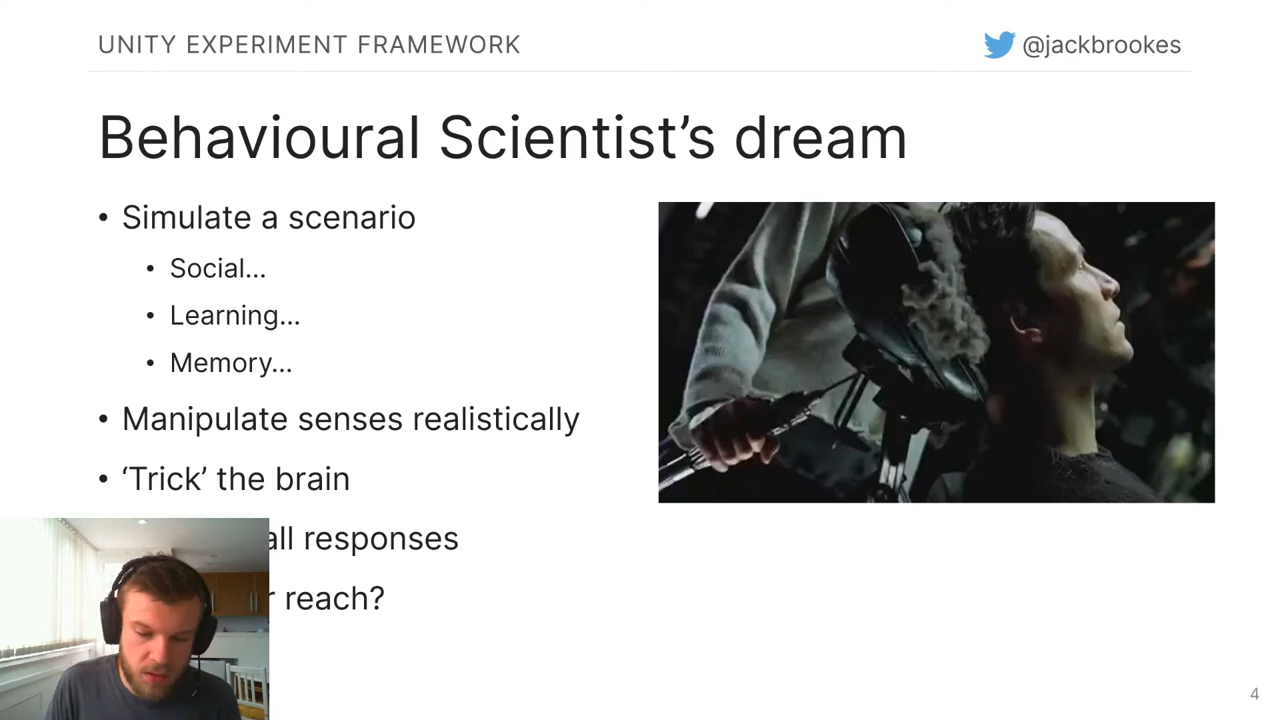 UNITY EXPERIMENT FRAMEWORK
@jackbrookes
Behavioural Scientist’s dream
• Simulate a scenario
• Social...
• Learning...
• Memory...
• Manipulate senses realistically
• ‘Trick’ the brain
all responses
reach?
4